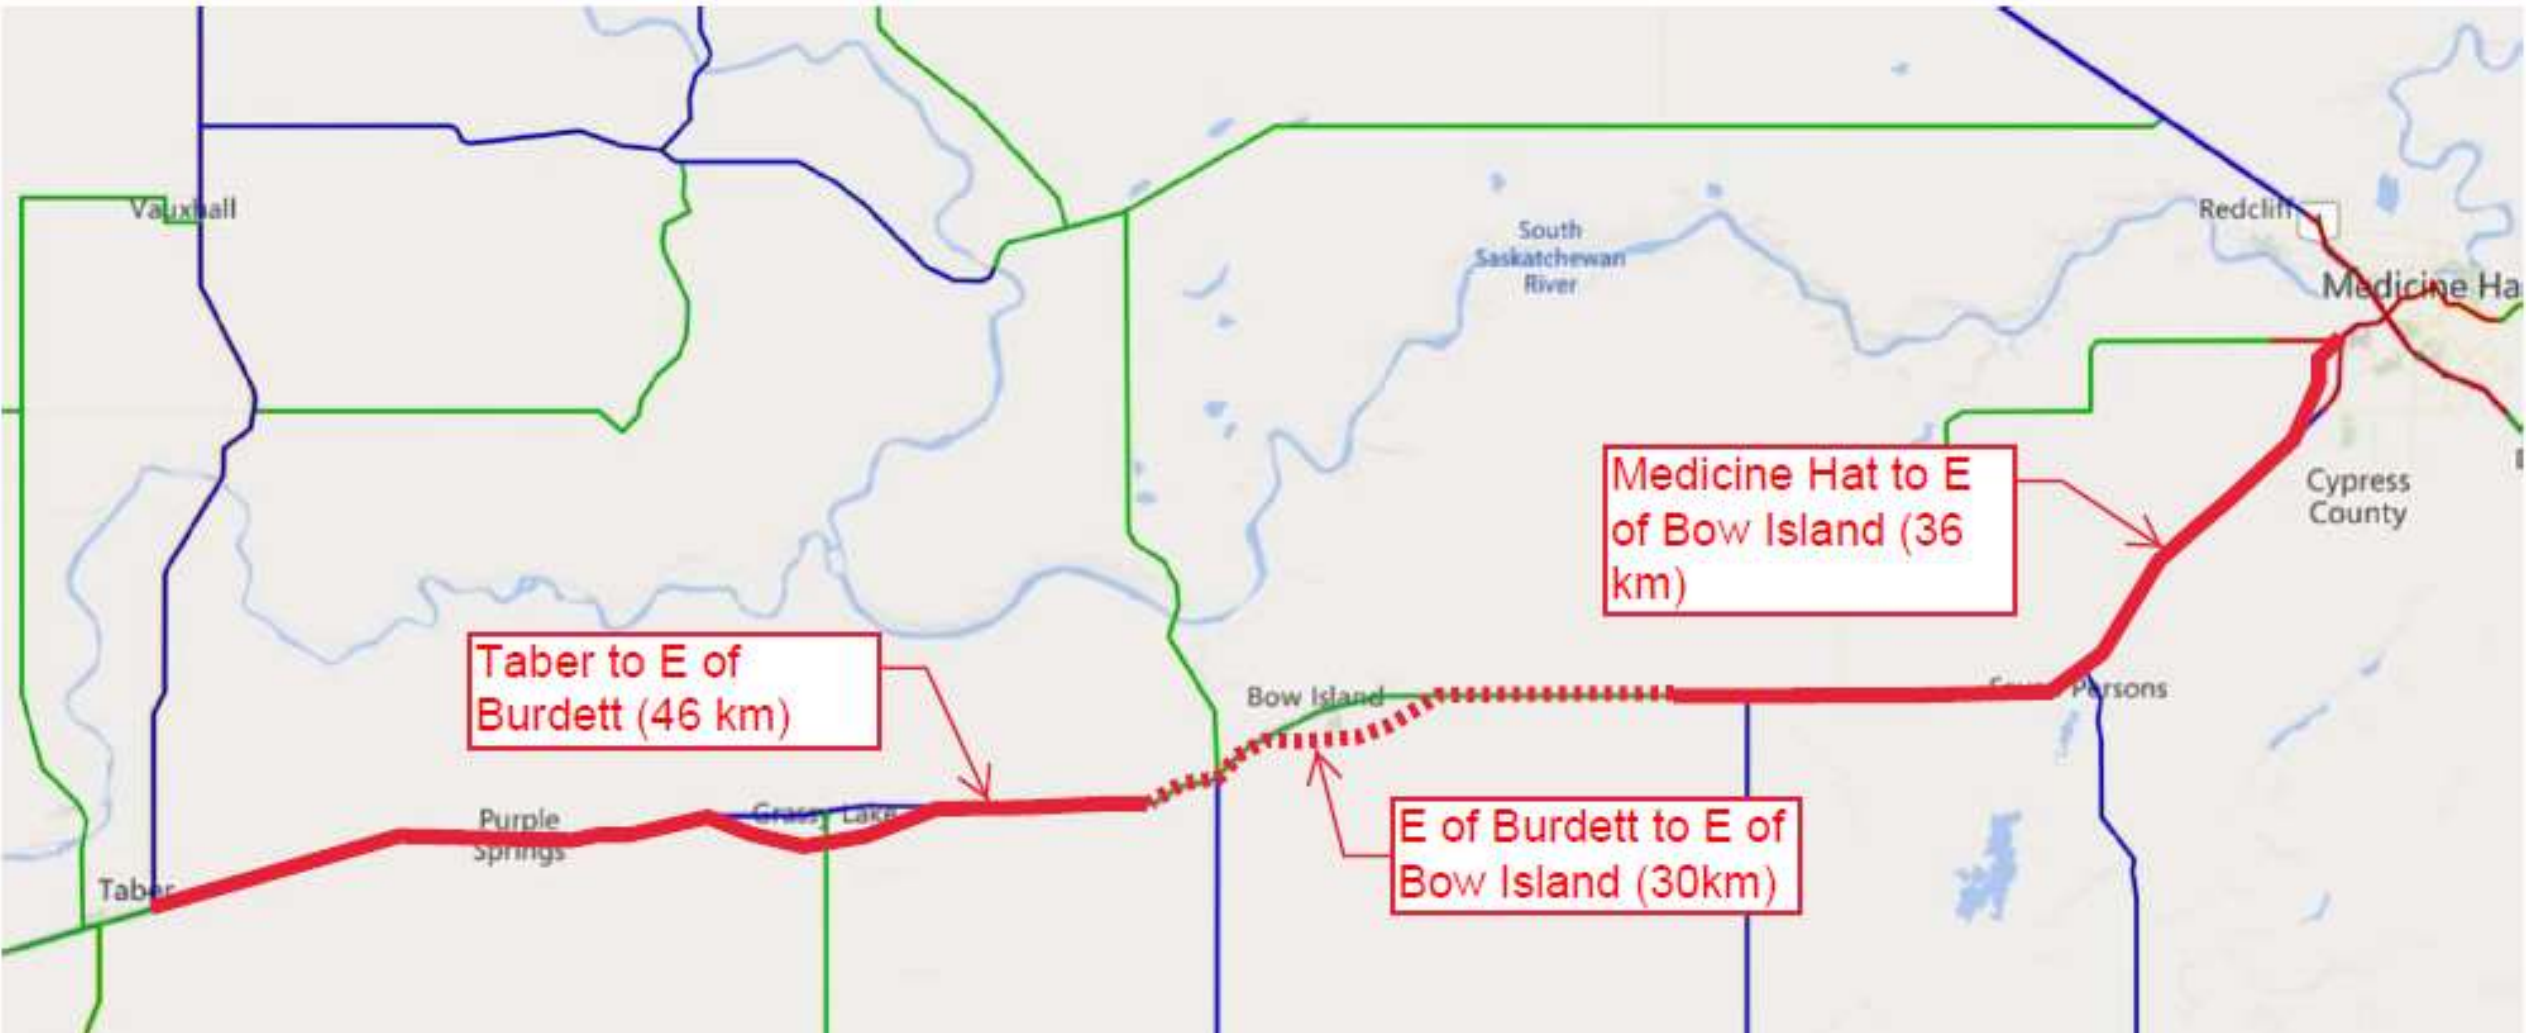 Vauxhall
South
Saskatchewan
River
Redcliff
Medicine Ha
Medicine Hat to E
of Bow Island (36
km)
Cypress
County
Taber to E of
Burdett (46 km)
Bow Island
Persons
Purple
Springs
Grassy Lake
E of Burdett to E of
Bow Island (30km)
Taber